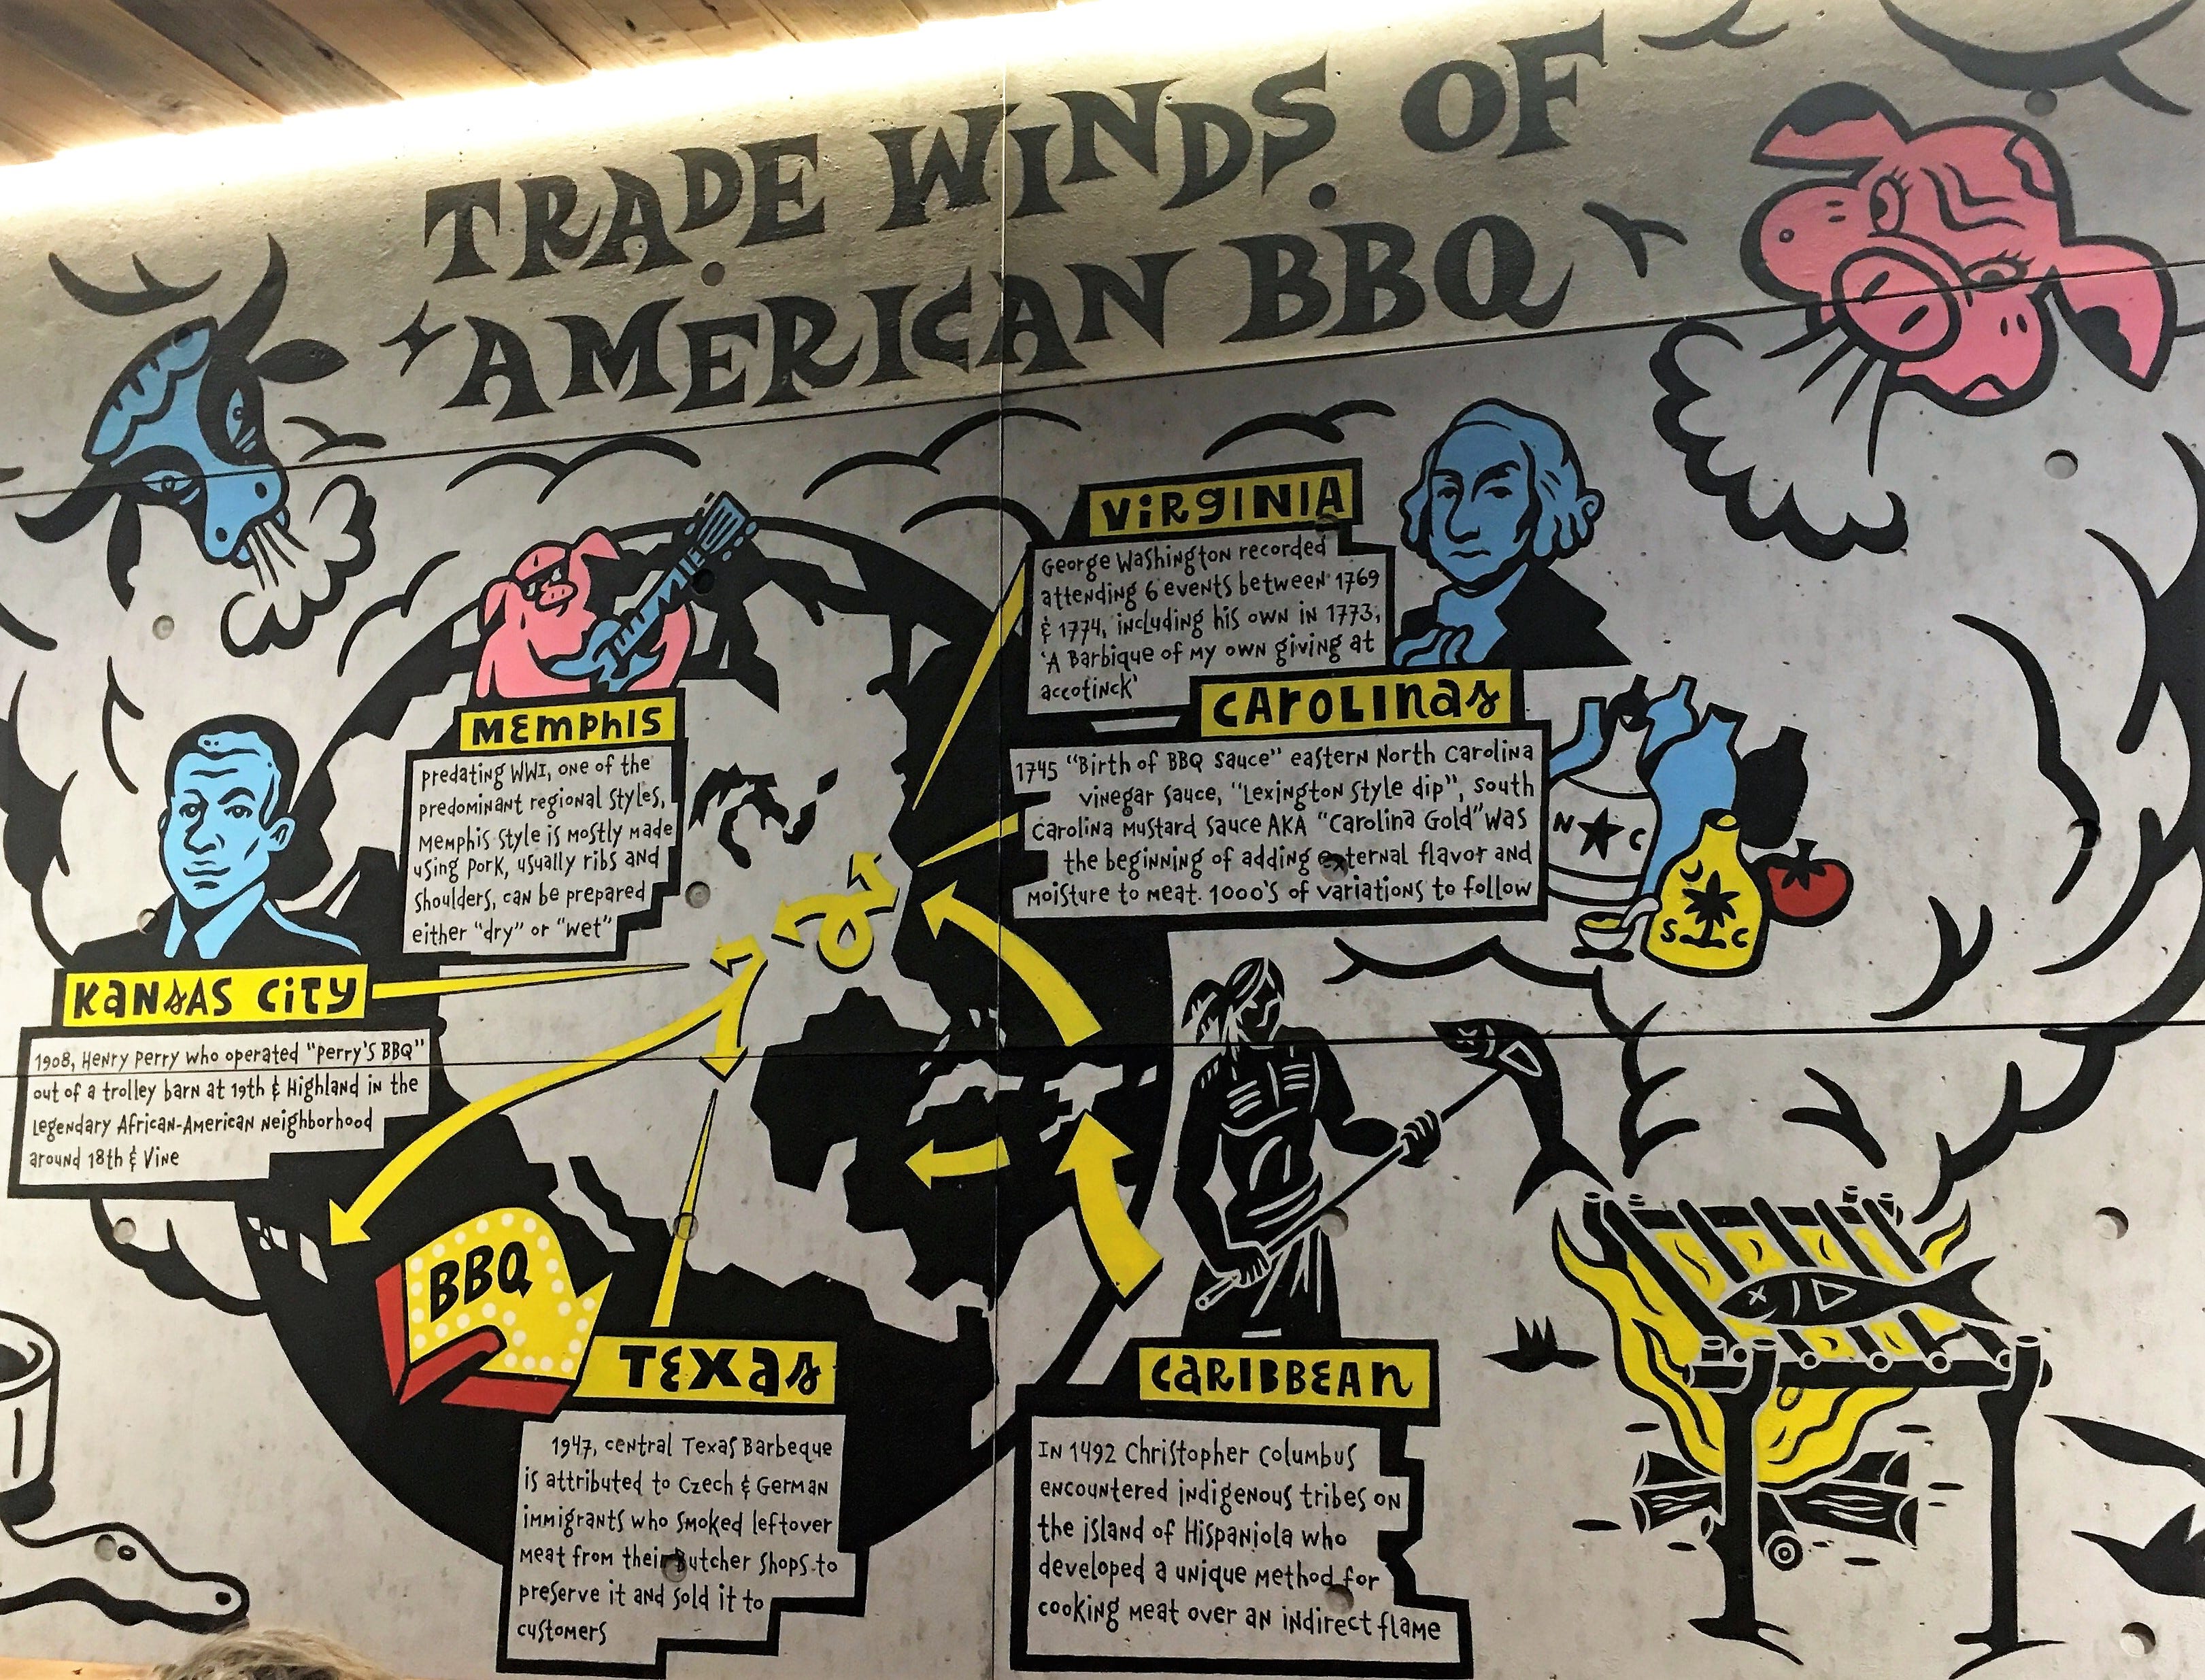 TRADE WINDS OF
AMERICAN BBQ
VIRGINIA
George Washington recorded
attending 6 events between 1769
& 1774, including his own in 1773,
'A Barbique of my own giving at
accotinck'
MEMPHIS
predating WWI, one of the
predominant regional styles,
Memphis style is mostly made
using pork, usually ribs and
shoulders, can be prepared
either "dry" or "wet"
CAROLINAS
1745 "Birth of BBQ sauce" eastern North Carolina
vinegar sauce, "Lexington style dip", south
Carolina Mustard sauce AKA "Carolina Gold" was
the beginning of adding external flavor and
moisture to meat. 1000's of variations to follow
N C
S C
KANSAS CITY
1908, Henry Perry who operated "Perry's BBQ"
out of a trolley barn at 19th & Highland in the
Legendary African-American neighborhood
around 18th & Vine
BBQ
TEXAS
1947, central Texas Barbeque
is attributed to Czech & German
immigrants who smoked leftover
meat from their Butcher shops to
preserve it and sold it to
customers
CARIBBEAN
In 1492 Christopher Columbus
encountered indigenous tribes on
the island of Hispaniola who
developed a unique method for
cooking meat over an indirect flame